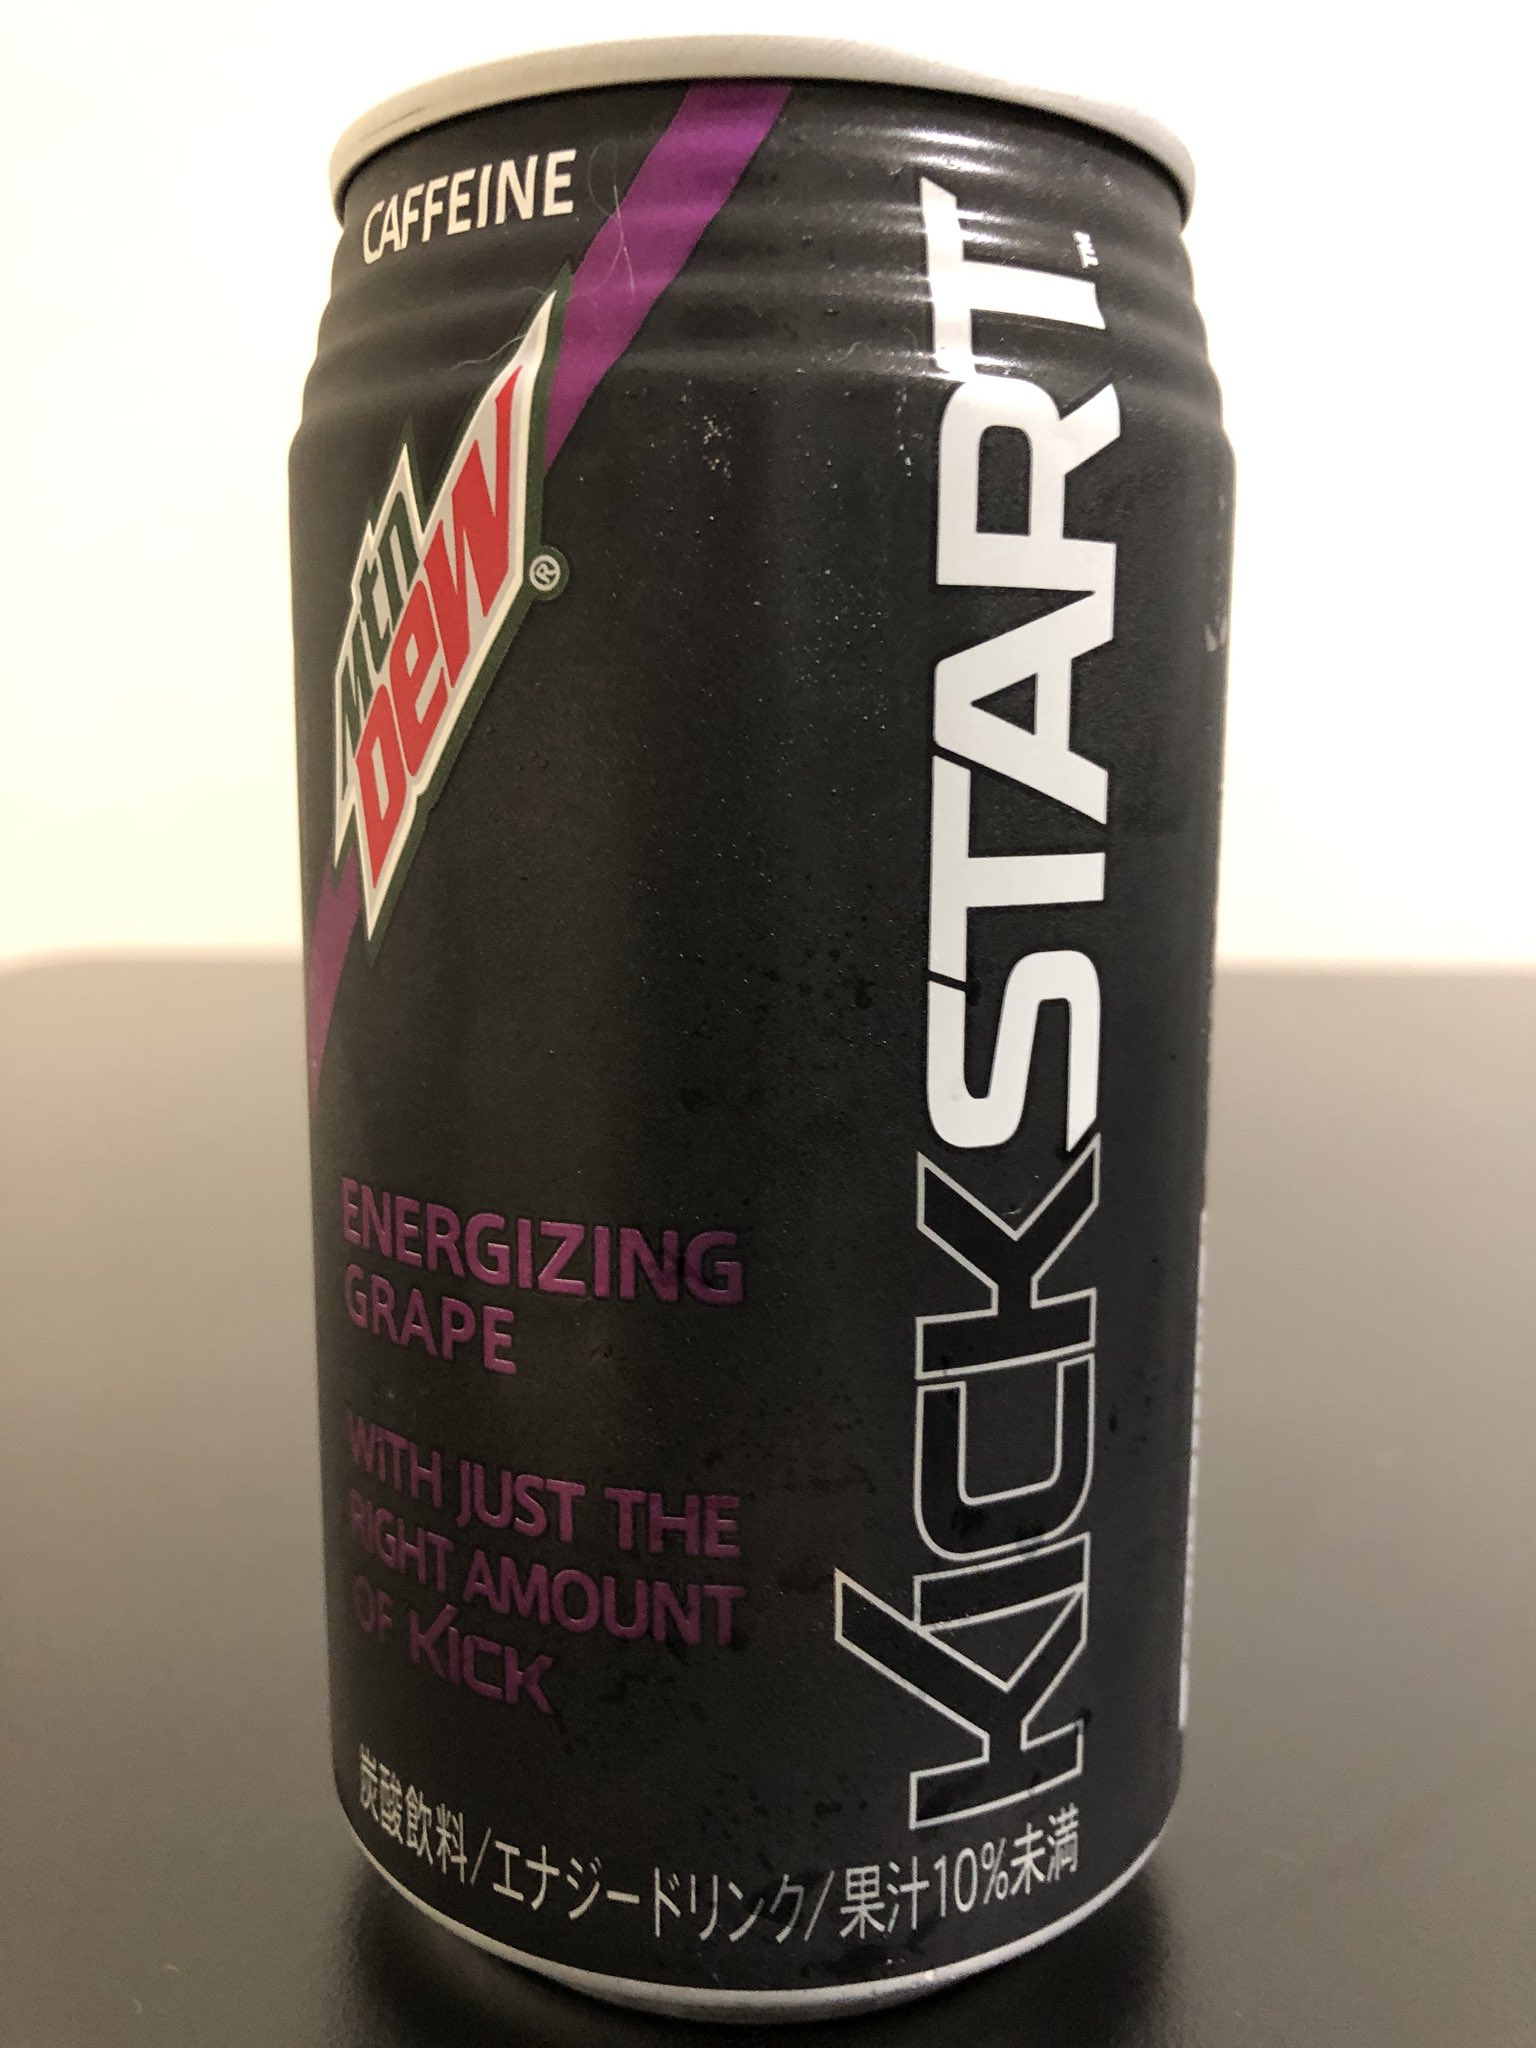 CAFFEINE
Mtn
Dew®
KICKSTART™
ENERGIZING
GRAPE
WITH JUST THE
RIGHT AMOUNT
OF KICK
炭酸飲料/エナジードリンク/果汁10%未満